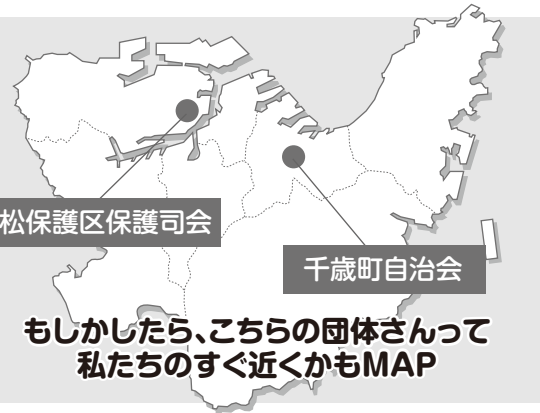 松保護区保護司会
千歳町自治会
もしかしたら、こちらの団体さんって
私たちのすぐ近くかもMAP